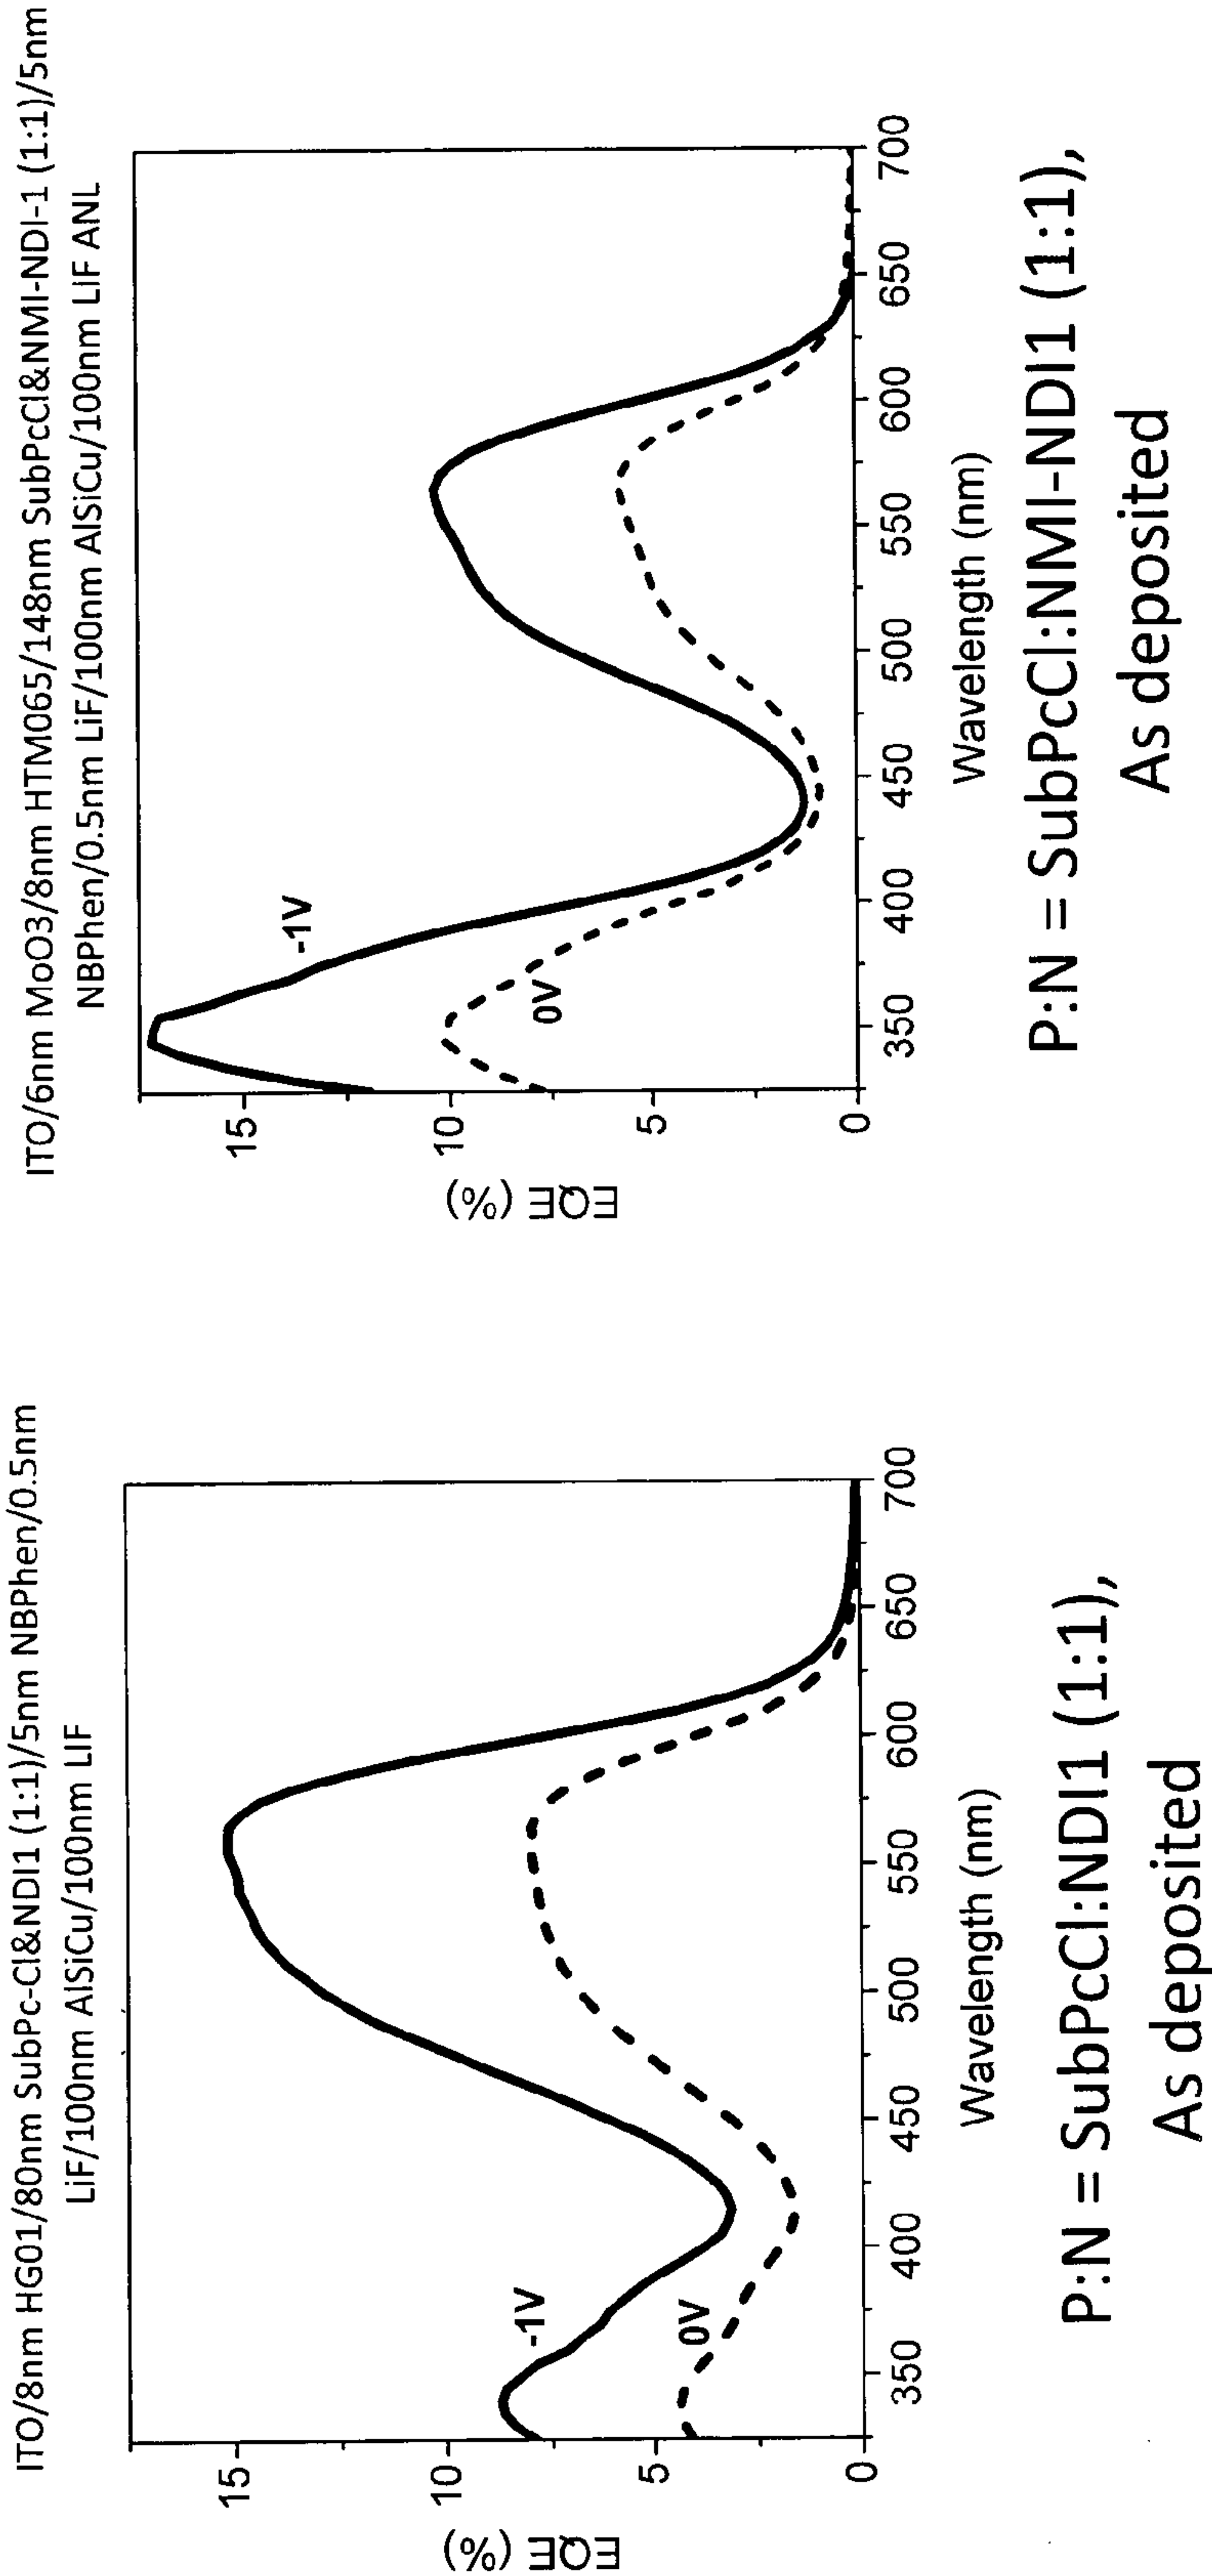 ITO/8nm HG01/80nm SubPc-Cl&NDI1 (1:1)/5nm NBPhen/0.5nm
LiF/100nm AlSiCu/100nm LiF
EQE (%)
15
10
5
0
-1V
0V
350
400
450
500
550
600
650
700
Wavelength (nm)
P:N = SubPcCl:NDI1 (1:1),
As deposited
ITO/6nm MoO3/8nm HTM065/148nm SubPcCl&NMI-NDI-1 (1:1)/5nm
NBPhen/0.5nm LiF/100nm AlSiCu/100nm LiF ANL
EQE (%)
15
10
5
0
-1V
0V
350
400
450
500
550
600
650
700
Wavelength (nm)
P:N = SubPcCl:NMI-NDI1 (1:1),
As deposited